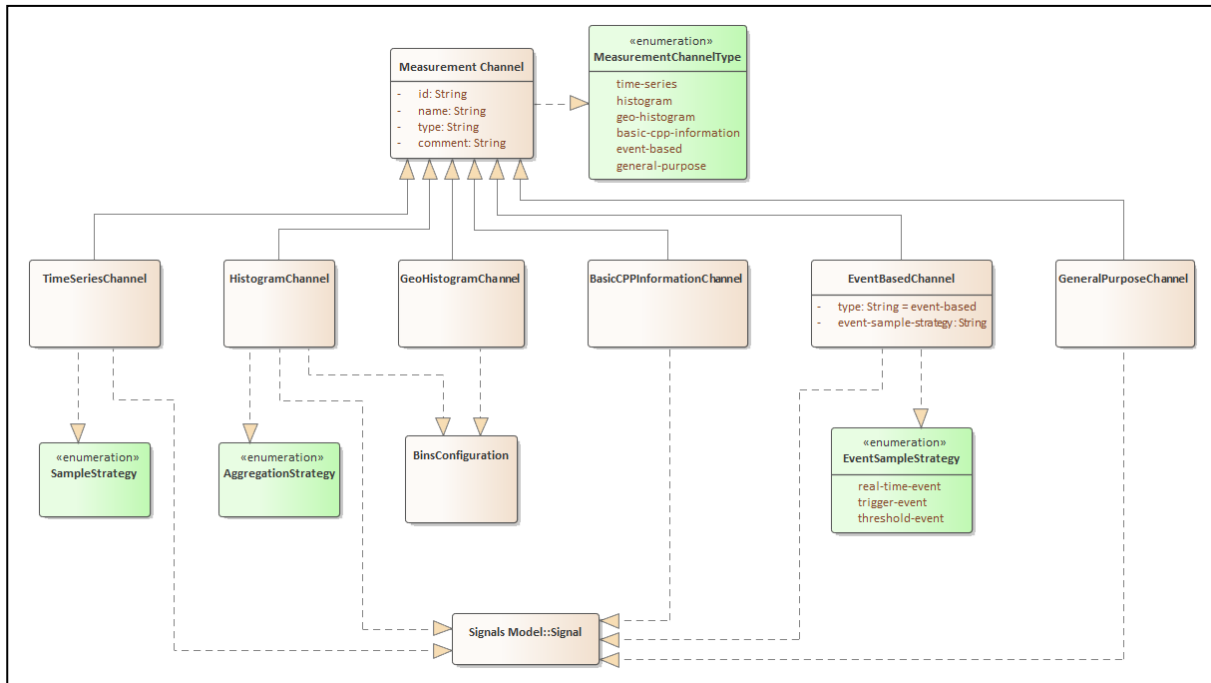 Measurement Channel
- id: String
- name: String
- type: String
- comment: String
«enumeration»
MeasurementChannelType
time-series
histogram
geo-histogram
basic-cpp-information
event-based
general-purpose
TimeSeriesChannel
HistogramChannel
GeoHistogramChannel
BasicCPPInformationChannel
EventBasedChannel
- type: String = event-based
- event-sample-strategy: String
GeneralPurposeChannel
«enumeration»
SampleStrategy
«enumeration»
AggregationStrategy
BinsConfiguration
«enumeration»
EventSampleStrategy
real-time-event
trigger-event
threshold-event
Signals Model::Signal